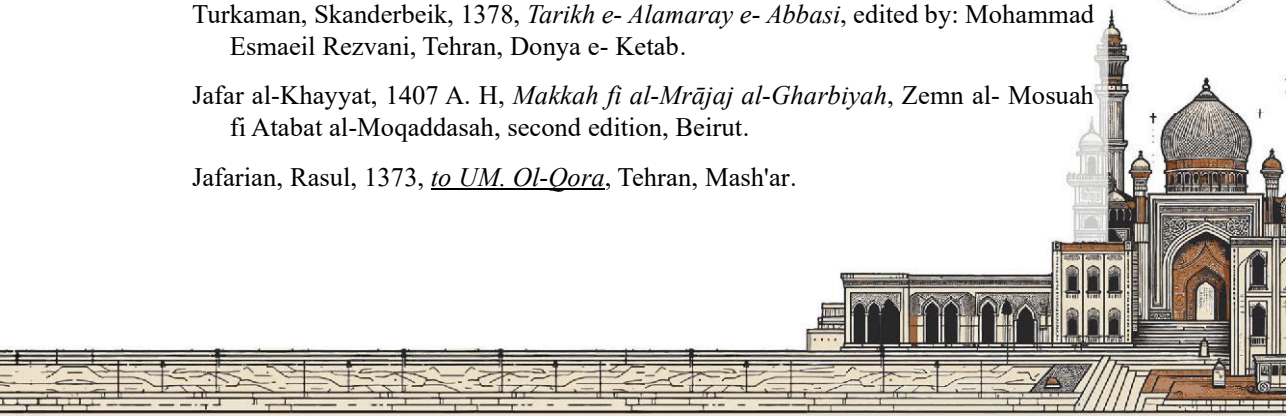 Turkaman, Skanderbeik, 1378, Tarikh e- Alamaray e- Abbasi, edited by: Mohammad
Esmaeil Rezvani, Tehran, Donya e- Ketab.
Jafar al-Khayyat, 1407 A. H, Makkah fi al-Mrājaj al-Gharbiyah, Zemn al- Mosuah
fi Atabat al-Moqaddasah, second edition, Beirut.
Jafarian, Rasul, 1373, to UM. Ol-Qora, Tehran, Mash'ar.